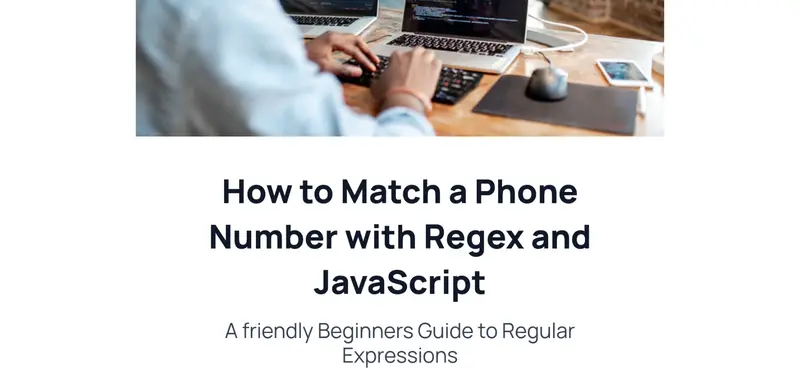 How to Match a Phone
Number with Regex and
JavaScript
A friendly Beginners Guide to Regular
Expressions